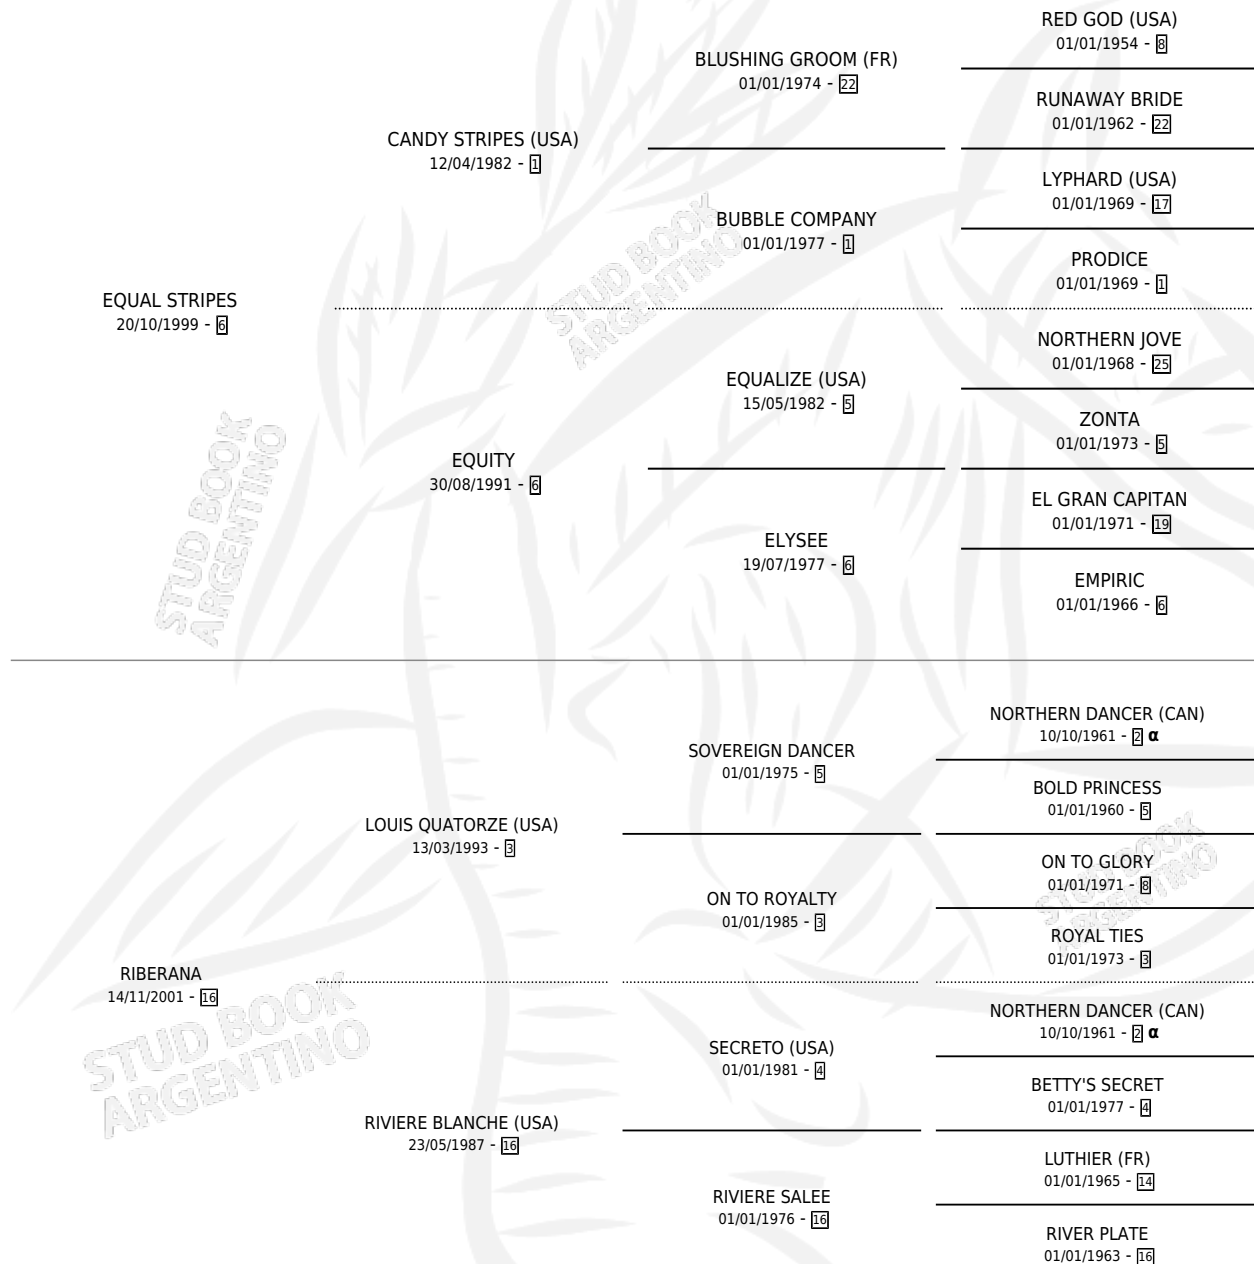 RED GOD (USA)
01/01/1954 - 8
BLUSHING GROOM (FR)
01/01/1974 - 22
RUNAWAY BRIDE
01/01/1962 - 22
CANDY STRIPES (USA)
12/04/1982 - 1
LYPHARD (USA)
01/01/1969 - 17
BUBBLE COMPANY
01/01/1977 - 1
PRODICE
01/01/1969 - 1
EQUAL STRIPES
20/10/1999 - 6
STUD BOOK
ARGENTINO
NORTHERN JOVE
01/01/1968 - 25
EQUALIZE (USA)
15/05/1982 - 5
ZONTA
01/01/1973 - 5
EQUITY
30/08/1991 - 6
EL GRAN CAPITAN
01/01/1971 - 19
ELYSEE
19/07/1977 - 6
EMPIRIC
01/01/1966 - 6
STUD BOOK
ARGENTINO
NORTHERN DANCER (CAN)
10/10/1961 - 2 α
SOVEREIGN DANCER
01/01/1975 - 5
BOLD PRINCESS
01/01/1960 - 5
LOUIS QUATORZE (USA)
13/03/1993 - 3
ON TO GLORY
01/01/1971 - 8
STUD BOOK
ARGENTINO
ON TO ROYALTY
01/01/1985 - 3
ROYAL TIES
01/01/1973 - 3
RIBERANA
14/11/2001 - 16
STUD BOOK
ARGENTINO
NORTHERN DANCER (CAN)
10/10/1961 - 2 α
SECRETO (USA)
01/01/1981 - 4
BETTY'S SECRET
01/01/1977 - 4
RIVIERE BLANCHE (USA)
23/05/1987 - 16
LUTHIER (FR)
01/01/1965 - 14
RIVIERE SALEE
01/01/1976 - 16
RIVER PLATE
01/01/1963 - 16